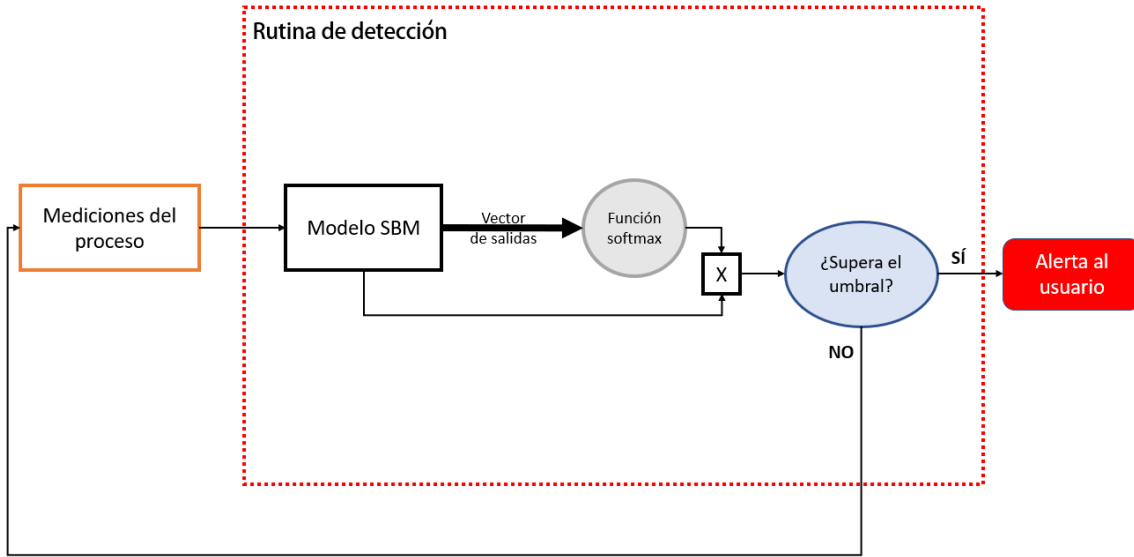 Rutina de detección
Mediciones del
proceso
Modelo SBM
Vector
de salidas
Función
softmax
X
¿Supera el
umbral?
SÍ
NO
Alerta al
usuario